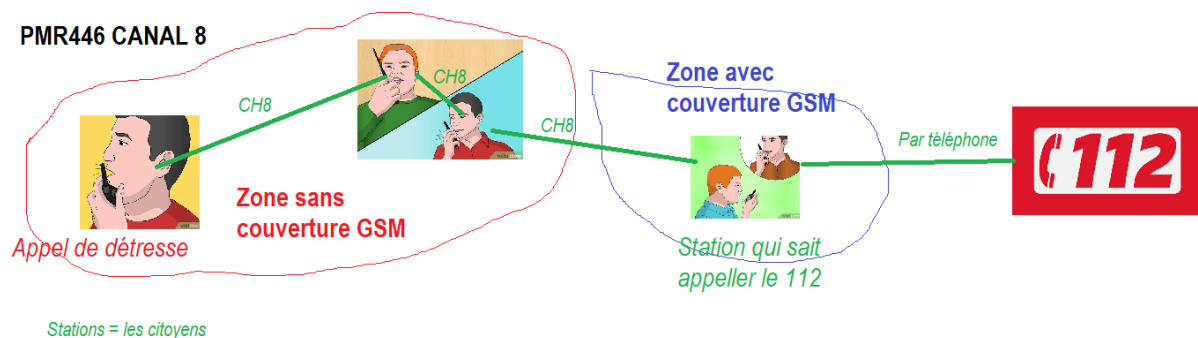 PMR446 CANAL 8
CH8
CH8
CH8
Zone avec
couverture GSM
Par téléphone
112
Zone sans
couverture GSM
Appel de détresse
Station qui sait
appeller le 112
Stations = les citoyens